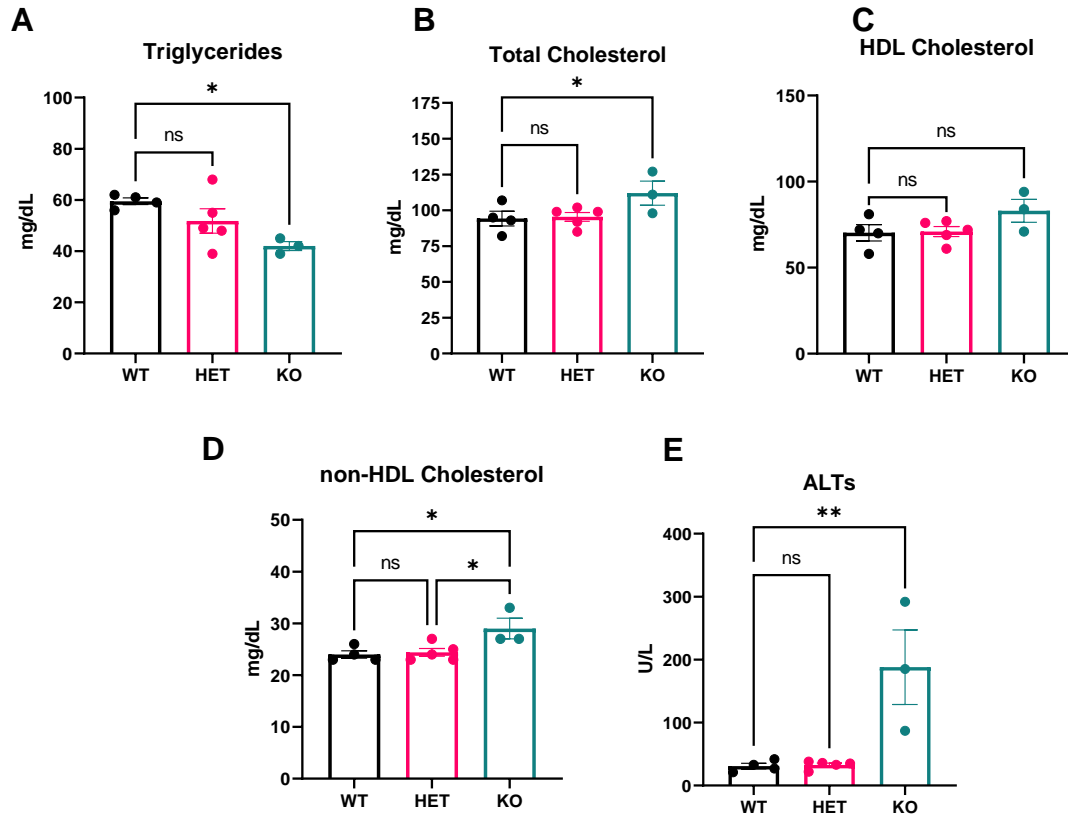 A
Triglycerides
*
ns
100
80
60
40
20
0
mg/dL
WT HET KO
B
Total Cholesterol
*
ns
175
150
125
100
75
50
25
0
mg/dL
WT HET KO
C
HDL Cholesterol
ns
ns
150
100
50
0
mg/dL
WT HET KO
D
non-HDL Cholesterol
*
ns *
50
40
30
20
10
0
mg/dL
WT HET KO
E
ALTs
**
ns
400
300
200
100
0
U/L
WT HET KO